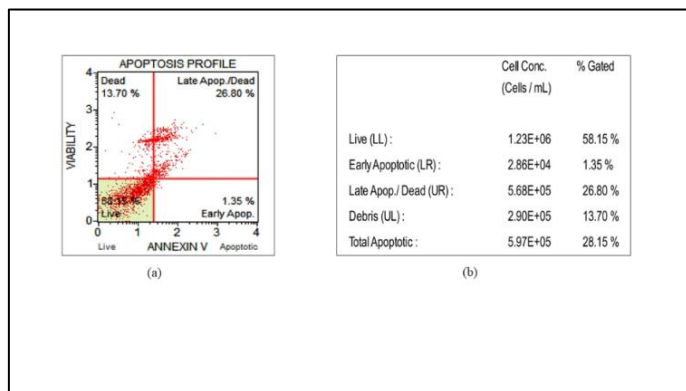 APOPTOSIS PROFILE
Dead
13.70 %
Late Apop./Dead
26.80 %
VIABILITY
4
3
2
1
0
58.15 %
Live
1.35 %
Early Apop.
0 1 2 3 4
Live
ANNEXIN V
Apoptotic
(a)
Cell Conc. % Gated
(Cells / mL)
Live (LL) : 1.23E+06 58.15 %
Early Apoptotic (LR) : 2.86E+04 1.35 %
Late Apop./ Dead (UR) : 5.68E+05 26.80 %
Debris (UL) : 2.90E+05 13.70 %
Total Apoptotic : 5.97E+05 28.15 %
(b)